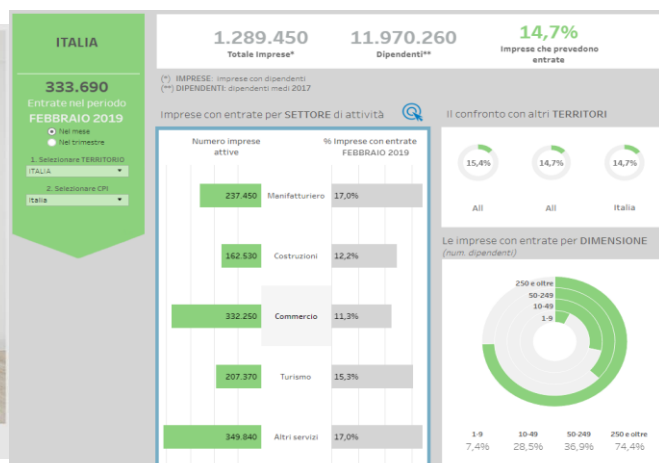 ITALIA
333.690
Entrate nel periodo
FEBBRAIO 2019
Nel mese
Nel trimestre
1. Selezionare TERRITORIO
ITALIA
2. Selezionare CPI
Italia
1.289.450
Totale Imprese*
11.970.260
Dipendenti**
14,7%
Imprese che prevedono
entrate
(*) IMPRESE: imprese con dipendenti
(**) DIPENDENTI: dipendenti medi 2017
Imprese con entrate per SETTORE di attività
Numero imprese
attive
% Imprese con entrate
FEBBRAIO 2019
237.450 Manifatturiero 17,0%
162.530 Costruzioni 12,2%
332.250 Commercio 11,3%
207.370 Turismo 15,3%
349.840 Altri servizi 17,0%
Il confronto con altri TERRITORI
15,4% 14,7% 14,7%
All All Italia
Le imprese con entrate per DIMENSIONE
(num. dipendenti)
250 e oltre
50-249
10-49
1-9
1-9 10-49 50-249 250 e oltre
7,4% 28,5% 36,9% 74,4%